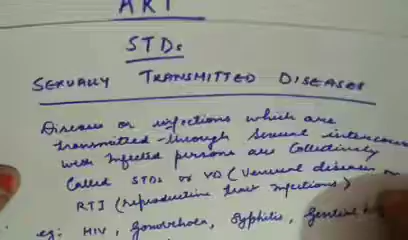 ART
STDs
SEXUALLY TRANSMITTED DISEASES
Diseases or infections which are
transmitted through sexual intercourse
with infected persons are collectively
called STDs or VD (Venereal diseases or
RTI (reproductive tract infections)
eg: HIV, Gonorrhoea, Syphilis, Genital